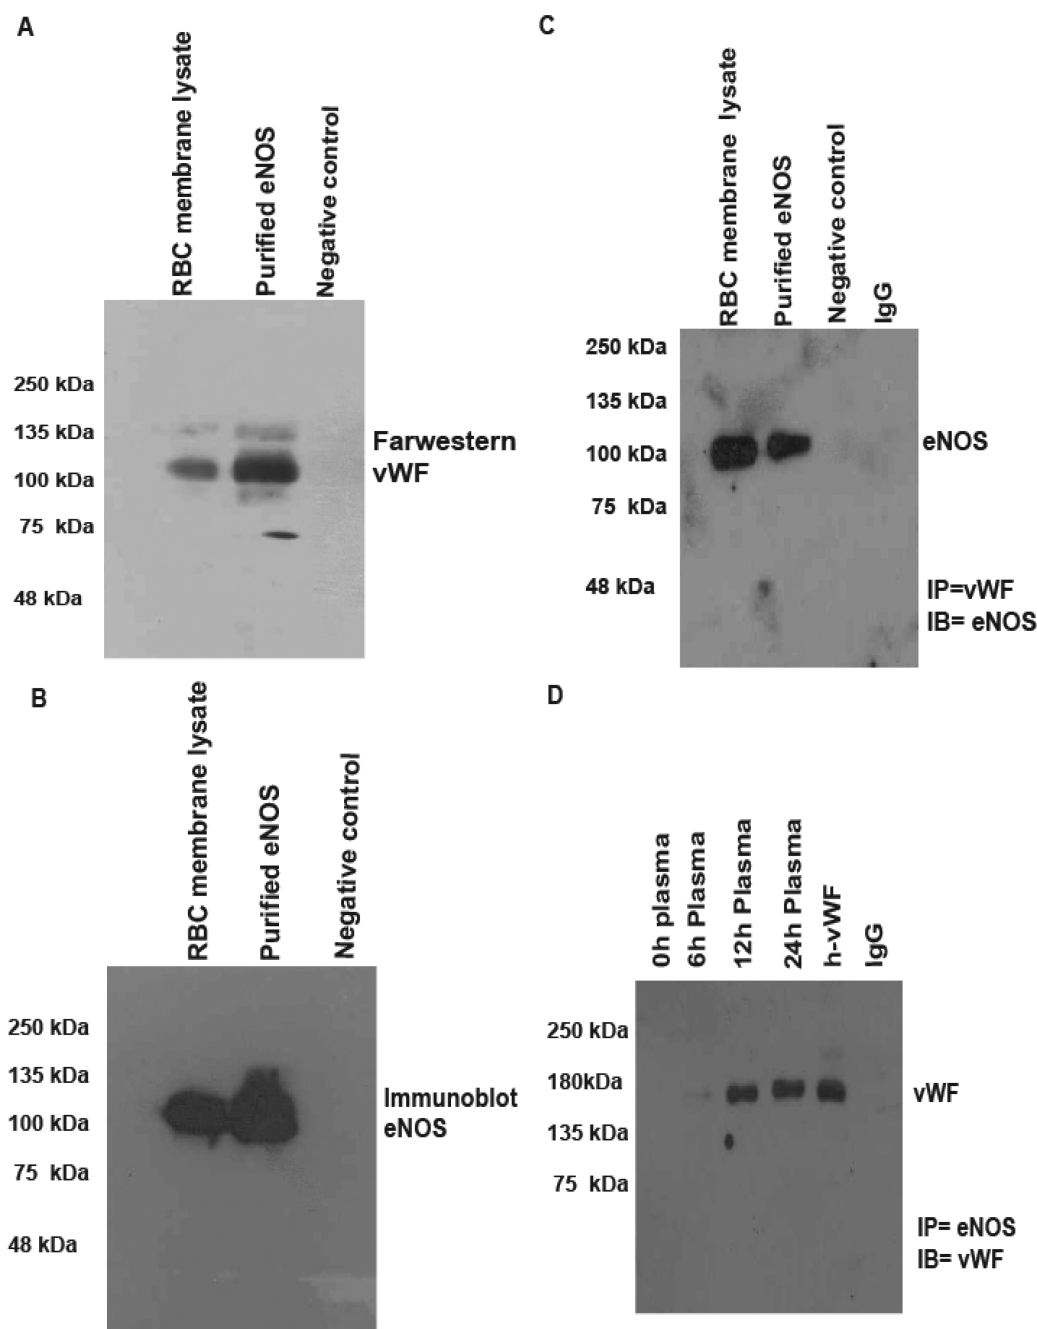 A
RBC membrane lysate
Purified eNOS
Negative control
250 kDa
135 kDa
100 kDa
75 kDa
48 kDa
Farwestern
vWF
B
RBC membrane lysate
Purified eNOS
Negative control
250 kDa
135 kDa
100 kDa
75 kDa
48 kDa
Immunoblot
eNOS
C
RBC membrane lysate
Purified eNOS
Negative control
IgG
250 kDa
135 kDa
100 kDa
75 kDa
48 kDa
eNOS
IP=vWF
IB= eNOS
D
0h plasma
6h Plasma
12h Plasma
24h Plasma
h-vWF
IgG
250 kDa
180kDa
135 kDa
75 kDa
vWF
IP= eNOS
IB= vWF